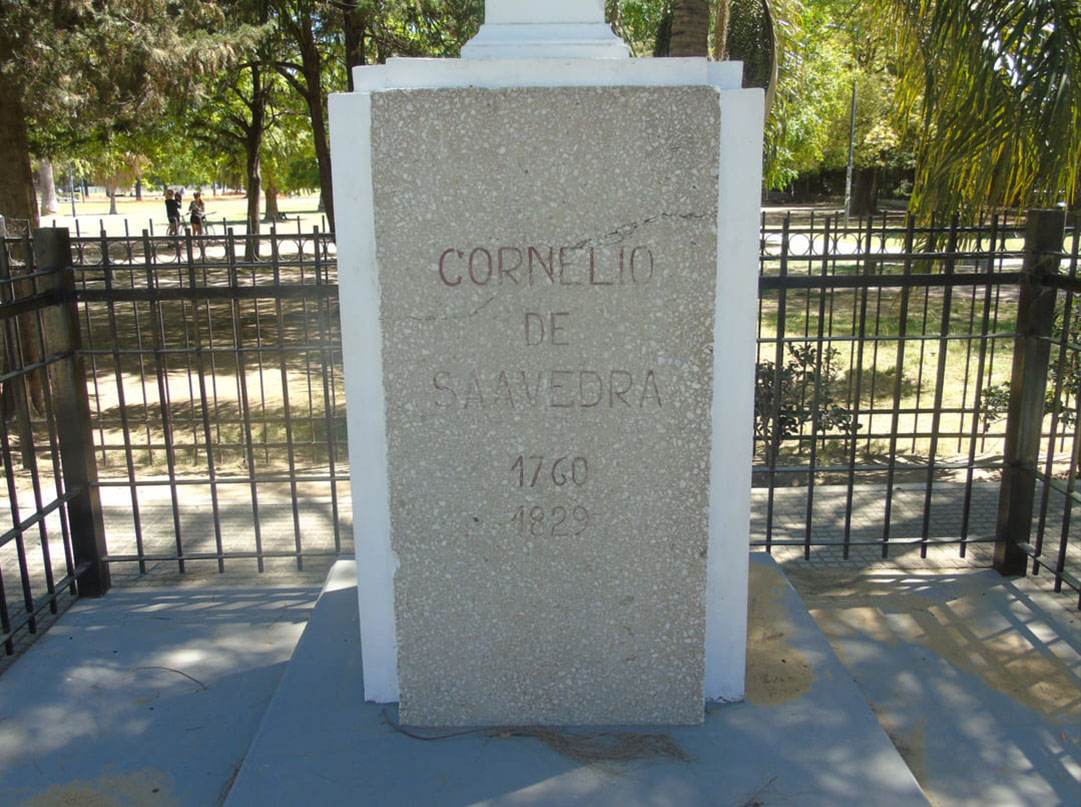 CORNELIO
DE
SAAVEDRA
1760
1829